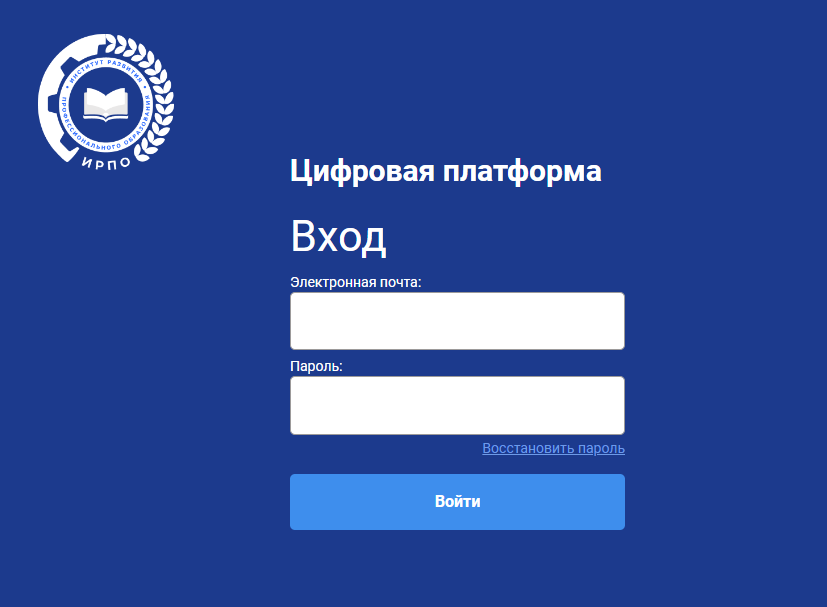 ИНСТИТУТ РАЗВИТИЯ
ПРОФЕССИОНАЛЬНОГО ОБРАЗОВАНИЯ
ИРПО
Цифровая платформа
Вход
Электронная почта:
Пароль:
Восстановить пароль
Войти